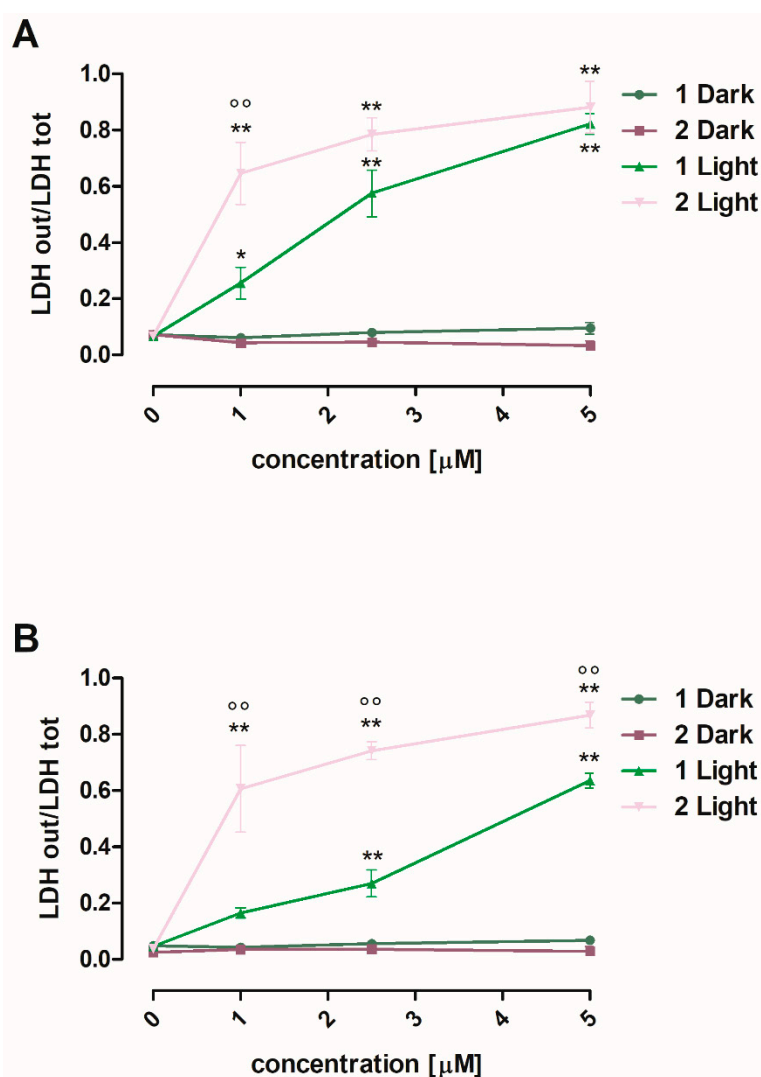 A
LDH out/LDH tot
1.0
0.8
0.6
0.4
0.2
0.0
°°
**
**
**
*
**
**
0
1
2
3
4
5
concentration [μM]
1 Dark
2 Dark
1 Light
2 Light
B
LDH out/LDH tot
1.0
0.8
0.6
0.4
0.2
0.0
°°
**
°°
**
°°
**
**
**
0
1
2
3
4
5
concentration [μM]
1 Dark
2 Dark
1 Light
2 Light